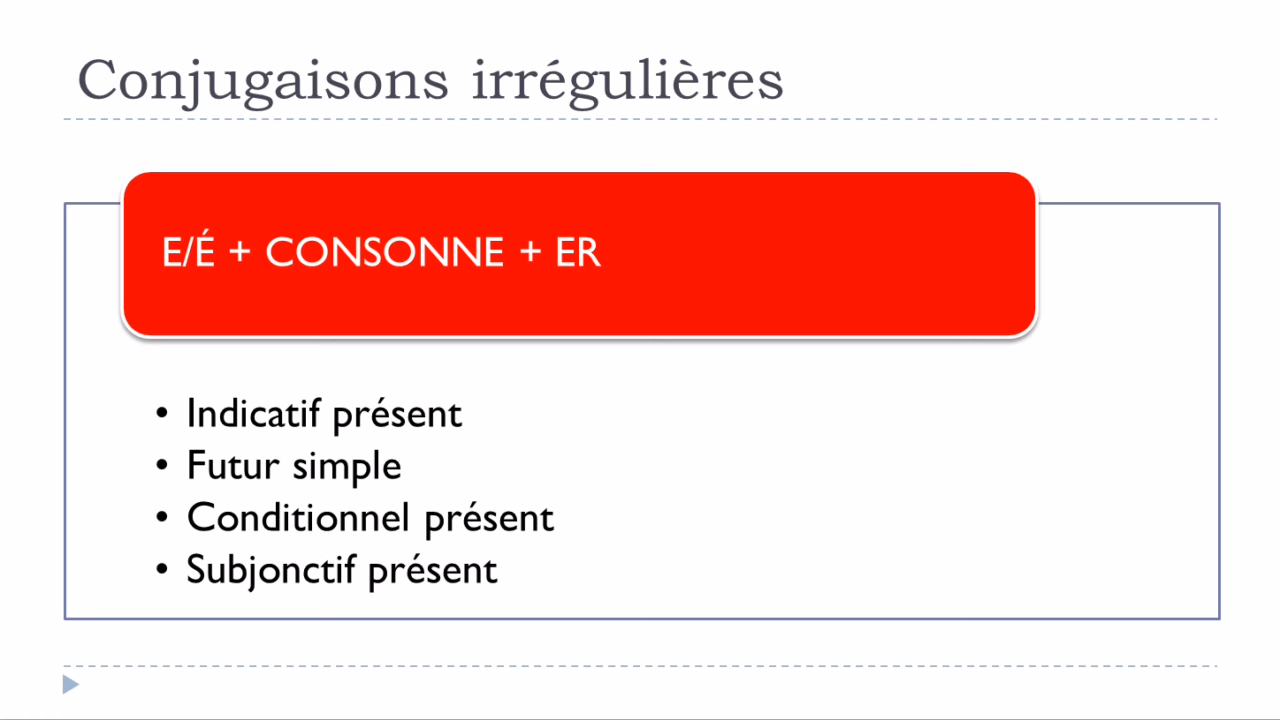 Conjugaisons irrégulières
E/É + CONSONNE + ER
• Indicatif présent
• Futur simple
• Conditionnel présent
• Subjonctif présent